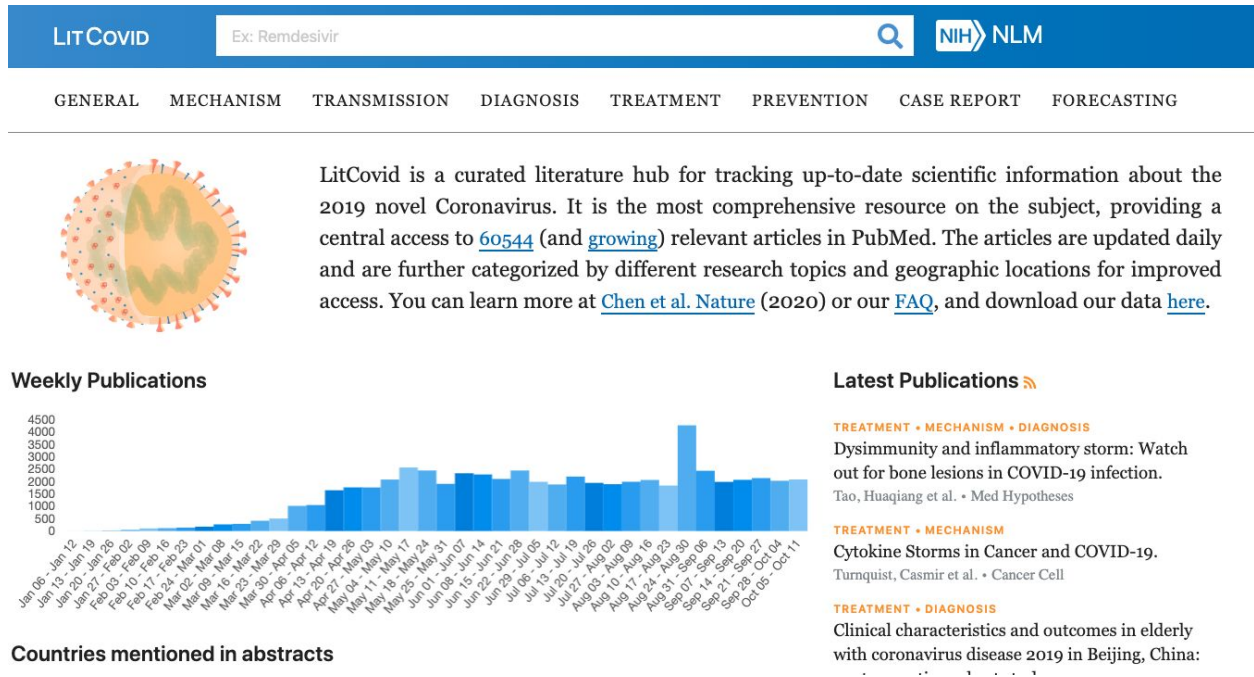 LitCovid
Ex: Remdesivir
NIH NLM
GENERAL MECHANISM TRANSMISSION DIAGNOSIS TREATMENT PREVENTION CASE REPORT FORECASTING
LitCovid is a curated literature hub for tracking up-to-date scientific information about the
2019 novel Coronavirus. It is the most comprehensive resource on the subject, providing a
central access to 60544 (and growing) relevant articles in PubMed. The articles are updated daily
and are further categorized by different research topics and geographic locations for improved
access. You can learn more at Chen et al. Nature (2020) or our FAQ, and download our data here.
Weekly Publications
4500
4000
3500
3000
2500
2000
1500
1000
500
0
Jan 06 - Jan 12
Jan 13 - Jan 19
Jan 20 - Jan 26
Jan 27 - Feb 02
Feb 03 - Feb 09
Feb 10 - Feb 16
Feb 17 - Feb 23
Feb 24 - Mar 01
Mar 02 - Mar 08
Mar 09 - Mar 15
Mar 16 - Mar 22
Mar 23 - Mar 29
Mar 30 - Apr 05
Apr 06 - Apr 12
Apr 13 - Apr 19
Apr 20 - Apr 26
Apr 27 - May 03
May 04 - May 10
May 11 - May 17
May 18 - May 24
May 25 - May 31
Jun 01 - Jun 07
Jun 08 - Jun 14
Jun 15 - Jun 21
Jun 22 - Jun 28
Jun 29 - Jul 05
Jul 06 - Jul 12
Jul 13 - Jul 19
Jul 20 - Jul 26
Jul 27 - Aug 02
Aug 03 - Aug 09
Aug 10 - Aug 16
Aug 17 - Aug 23
Aug 24 - Aug 30
Aug 31 - Sep 06
Sep 07 - Sep 13
Sep 14 - Sep 20
Sep 21 - Sep 27
Sep 28 - Oct 04
Oct 05 - Oct 11
Countries mentioned in abstracts
Latest Publications
TREATMENT • MECHANISM • DIAGNOSIS
Dysimmunity and inflammatory storm: Watch
out for bone lesions in COVID-19 infection.
Tao, Huaqiang et al. • Med Hypotheses
TREATMENT • MECHANISM
Cytokine Storms in Cancer and COVID-19.
Turnquist, Casmir et al. • Cancer Cell
TREATMENT • DIAGNOSIS
Clinical characteristics and outcomes in elderly
with coronavirus disease 2019 in Beijing, China: